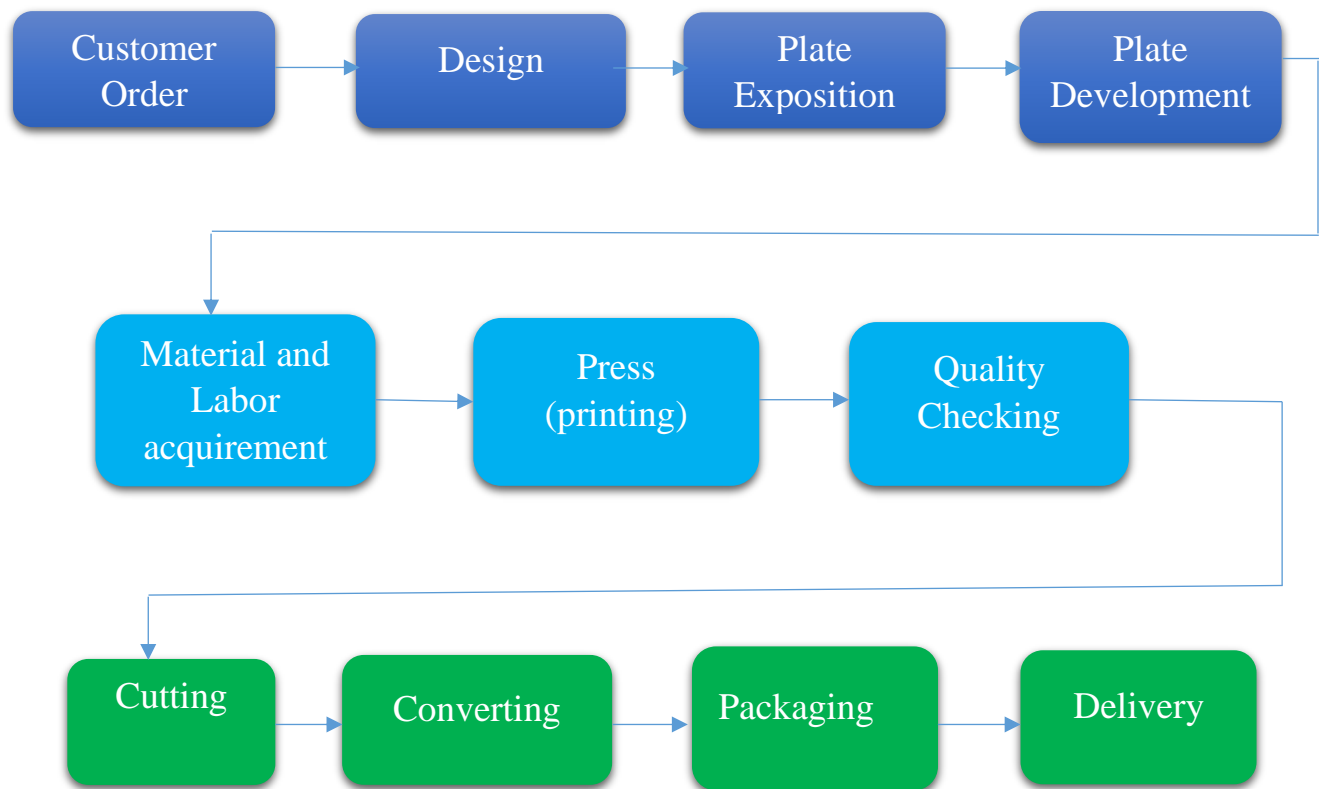 Customer
Order
Design
Plate
Exposition
Plate
Development
Material and
Labor
acquirement
Press
(printing)
Quality
Checking
Cutting
Converting
Packaging
Delivery